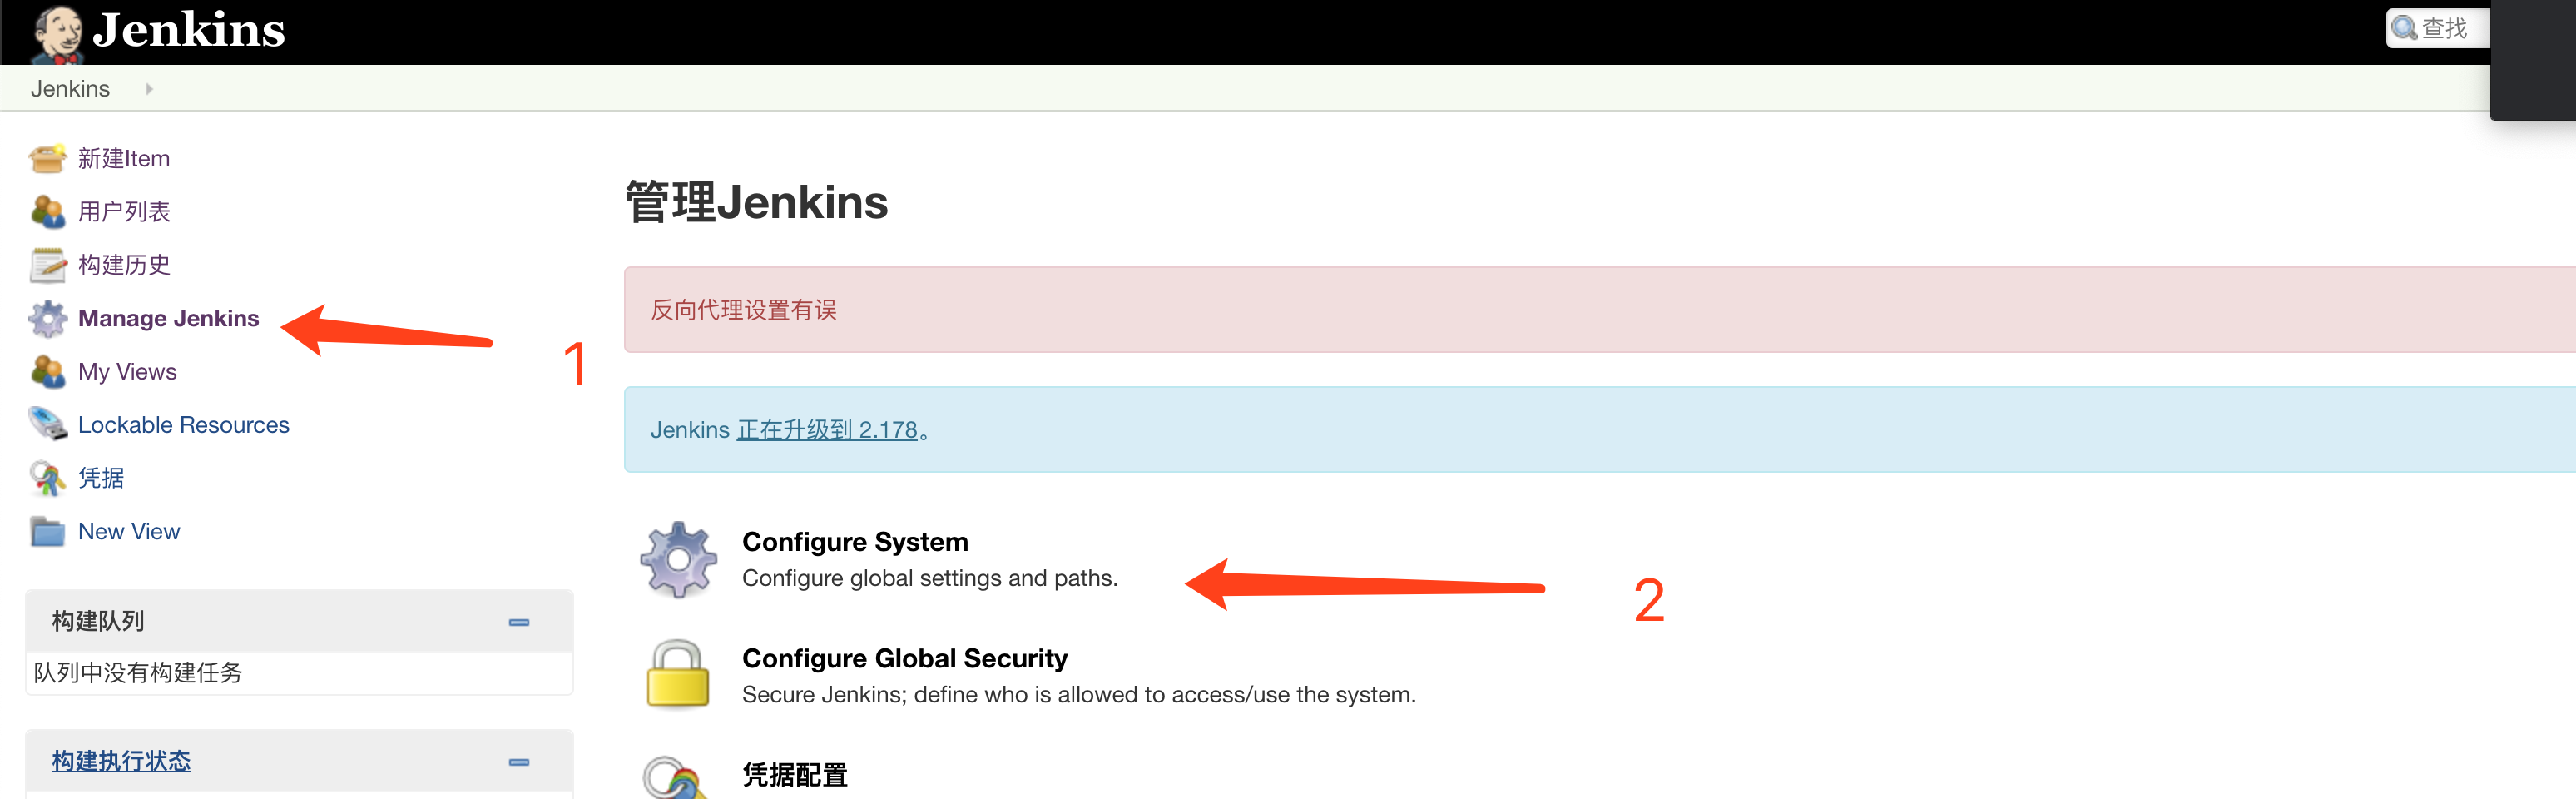 Jenkins
查找
Jenkins
新建Item
用户列表
构建历史
Manage Jenkins
My Views
Lockable Resources
凭据
New View
构建队列
队列中没有构建任务
构建执行状态
管理Jenkins
反向代理设置有误
Jenkins 正在升级到 2.178。
Configure System
Configure global settings and paths.
Configure Global Security
Secure Jenkins; define who is allowed to access/use the system.
凭据配置
1
2